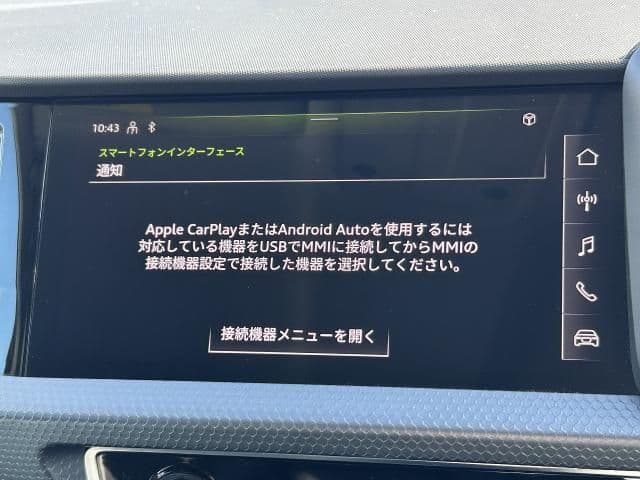 10:43
スマートフォンインターフェース
通知
Apple CarPlayまたはAndroid Autoを使用するには
対応している機器をUSBでMMIに接続してからMMIの
接続機器設定で接続した機器を選択してください。
接続機器メニューを開く